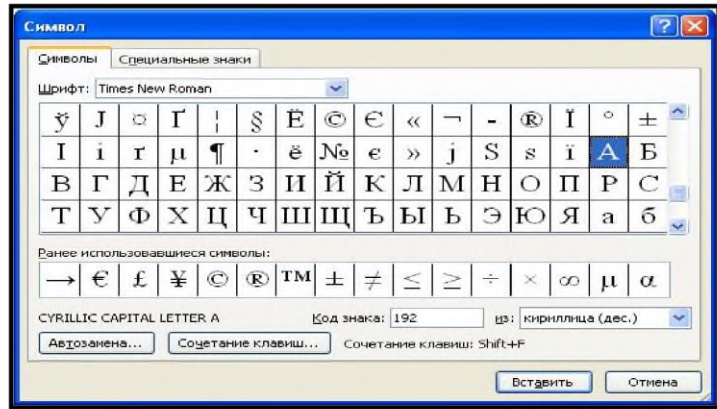 Символ
Символы Специальные знаки
Шрифт: Times New Roman
ў Ј ¤ Ґ ¦ § Ё © Є « ¬ - ® Ї ° ±
І і ґ µ ¶ · ё № є » ј Ѕ ѕ ї А Б
В Г Д Е Ж З И Й К Л М Н О П Р С
Т У Ф Х Ц Ч Ш Щ Ъ Ы Ь Э Ю Я а б
Ранее использовавшиеся символы:
→ € £ ¥ © ® ™ ± ≠ ≤ ≥ ÷ × ∞ µ α
CYRILLIC CAPITAL LETTER A Код знака: 192 из: кириллица (дес.)
Автозамена... Сочетание клавиш... Сочетание клавиш: Shift+F
Вставить Отмена